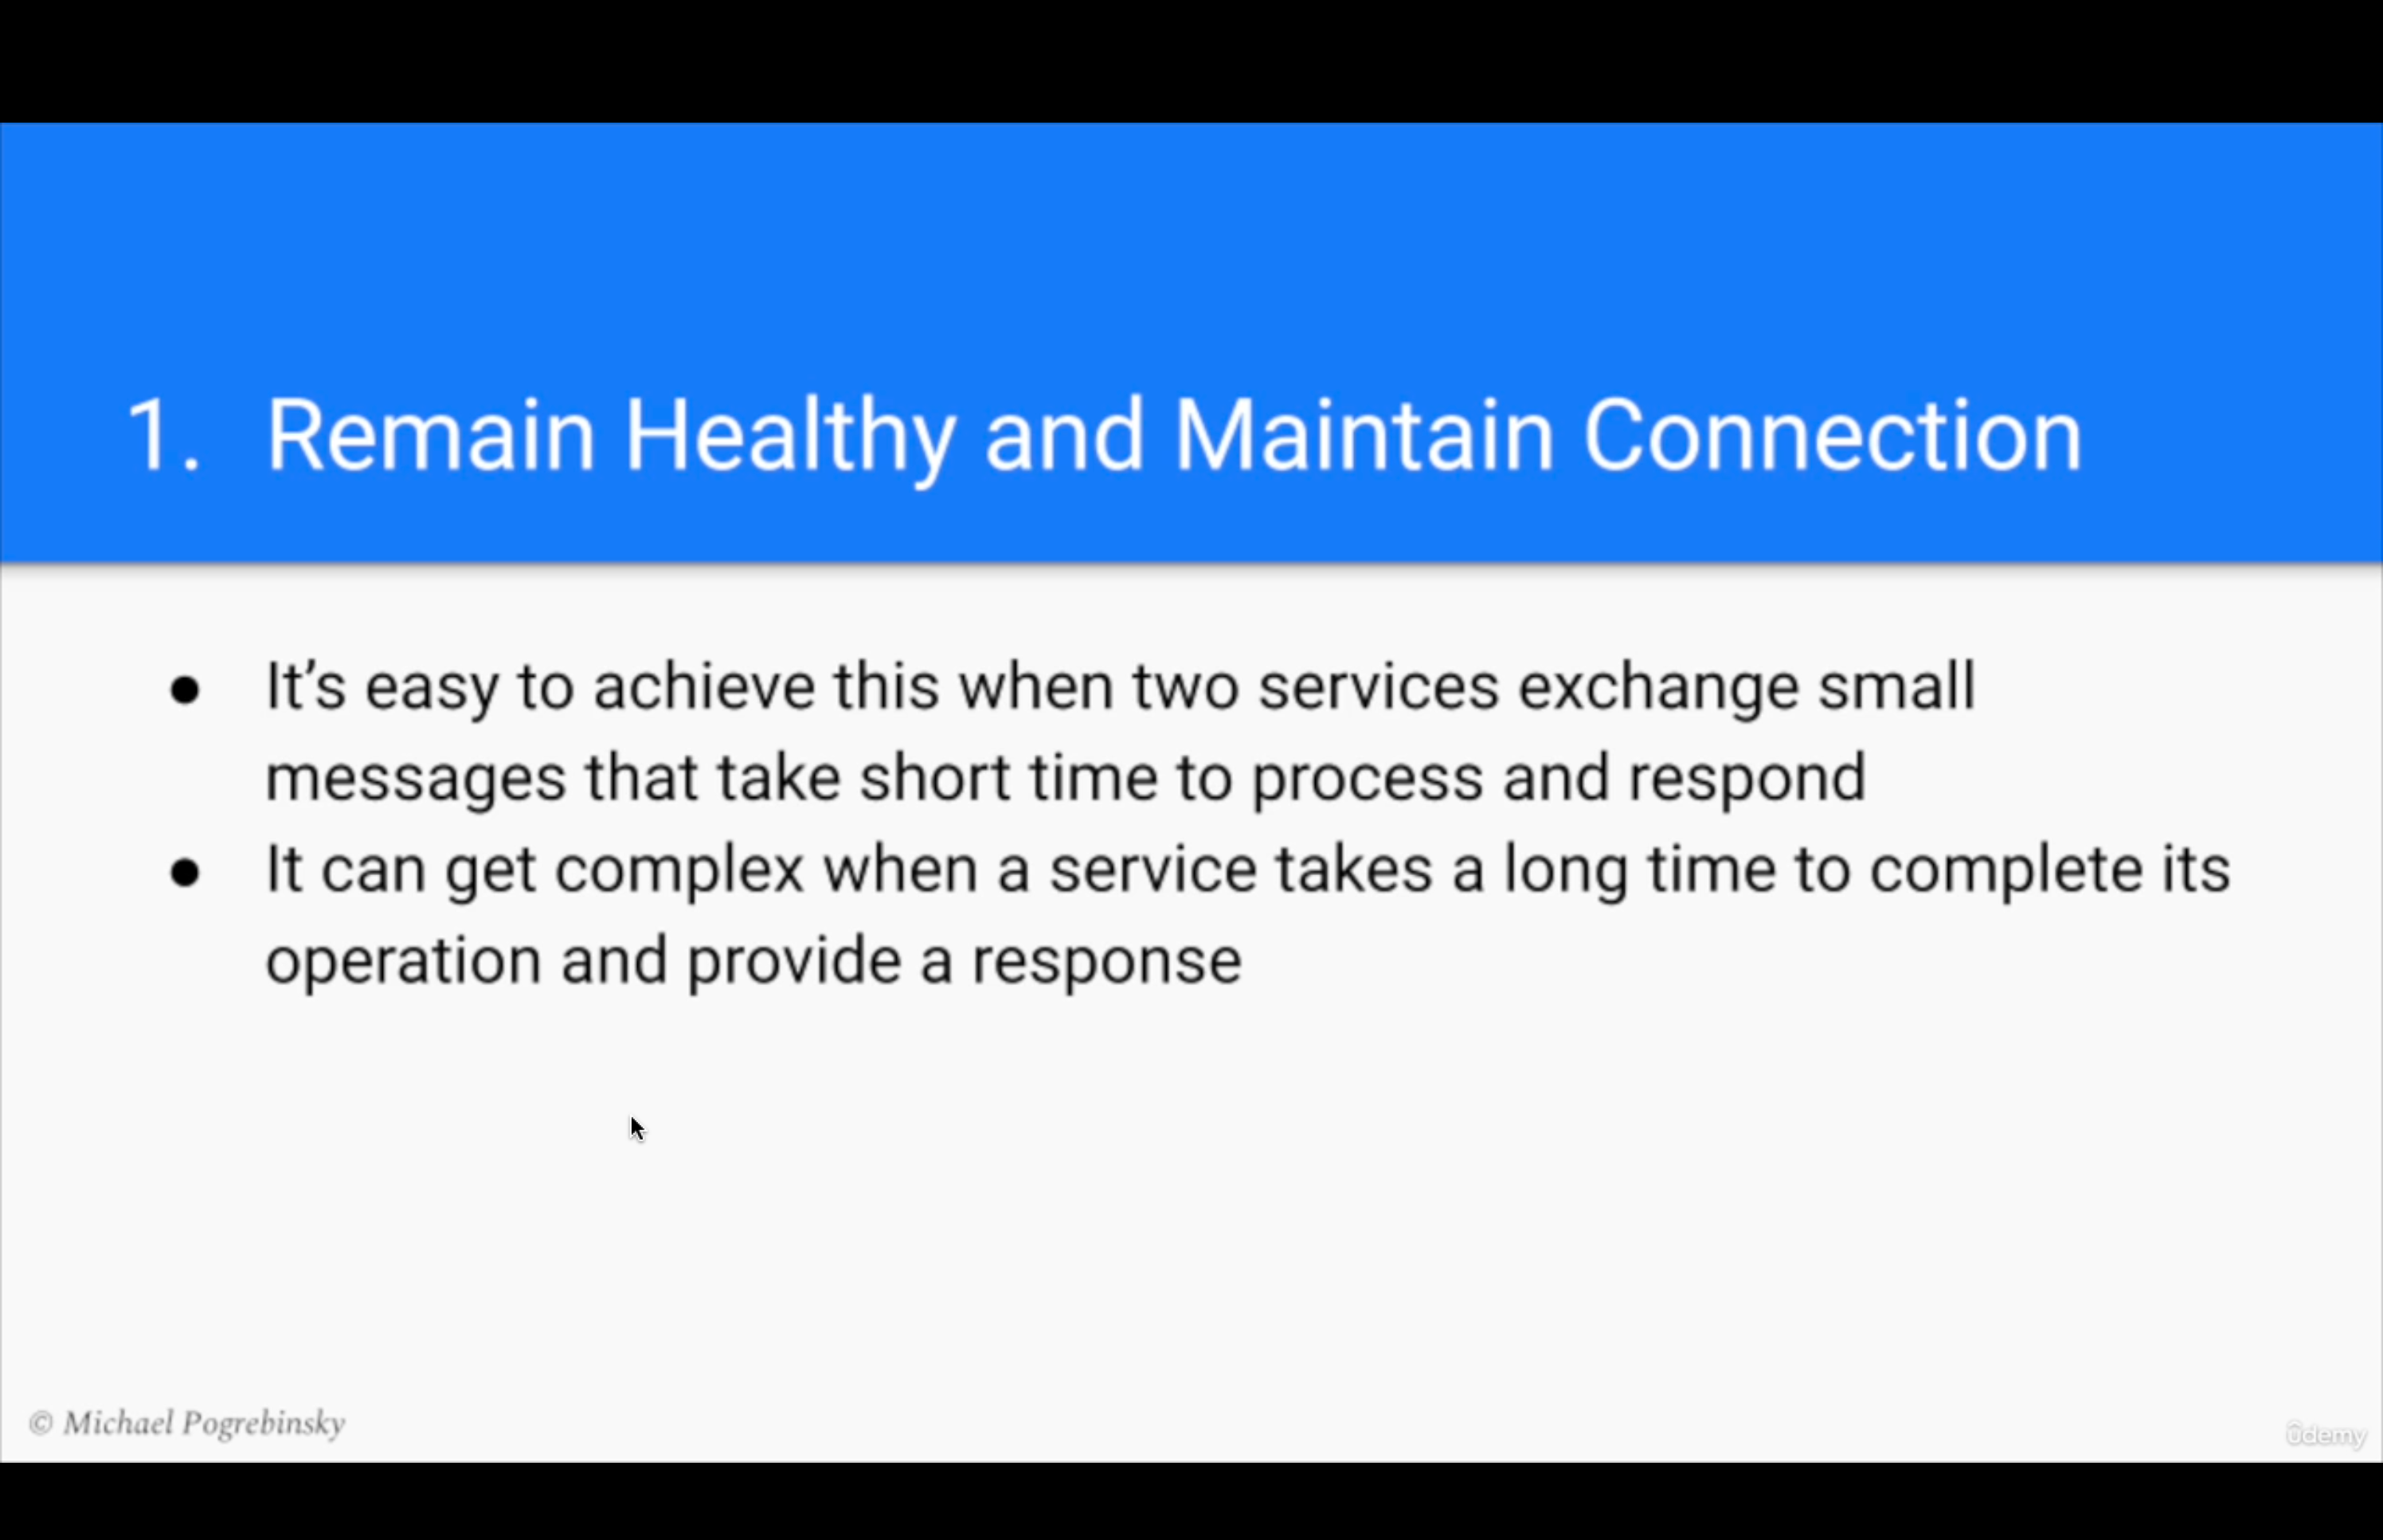 1. Remain Healthy and Maintain Connection
● It’s easy to achieve this when two services exchange small
messages that take short time to process and respond
● It can get complex when a service takes a long time to complete its
operation and provide a response
© Michael Pogrebinsky
ûdemy